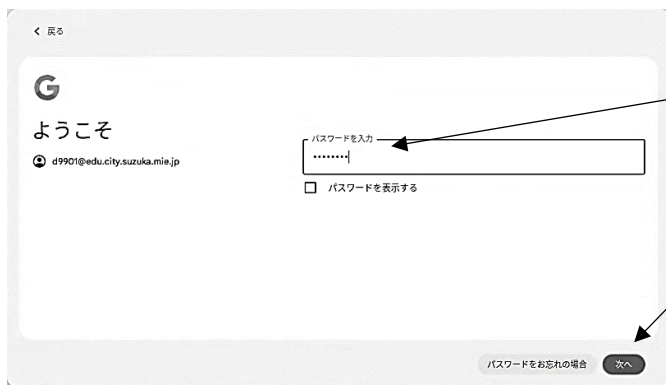 戻る
G
ようこそ
d9901@edu.city.suzuka.mie.jp
パスワードを入力
••••••••
パスワードを表示する
パスワードをお忘れの場合
次へ